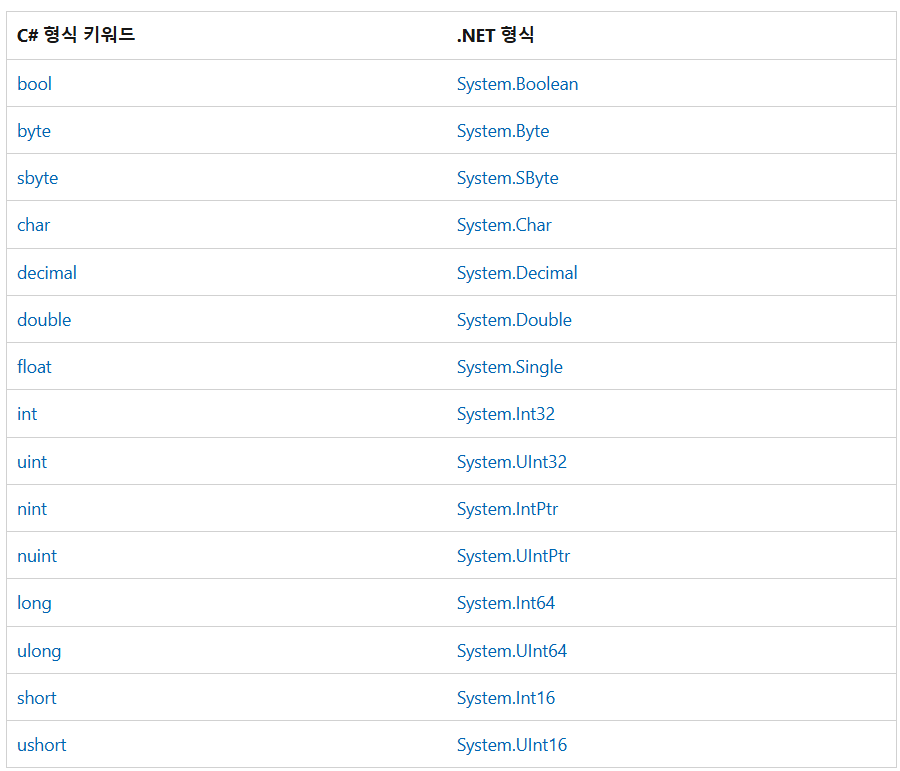 C# 형식 키워드 .NET 형식
bool System.Boolean
byte System.Byte
sbyte System.SByte
char System.Char
decimal System.Decimal
double System.Double
float System.Single
int System.Int32
uint System.UInt32
nint System.IntPtr
nuint System.UIntPtr
long System.Int64
ulong System.UInt64
short System.Int16
ushort System.UInt16